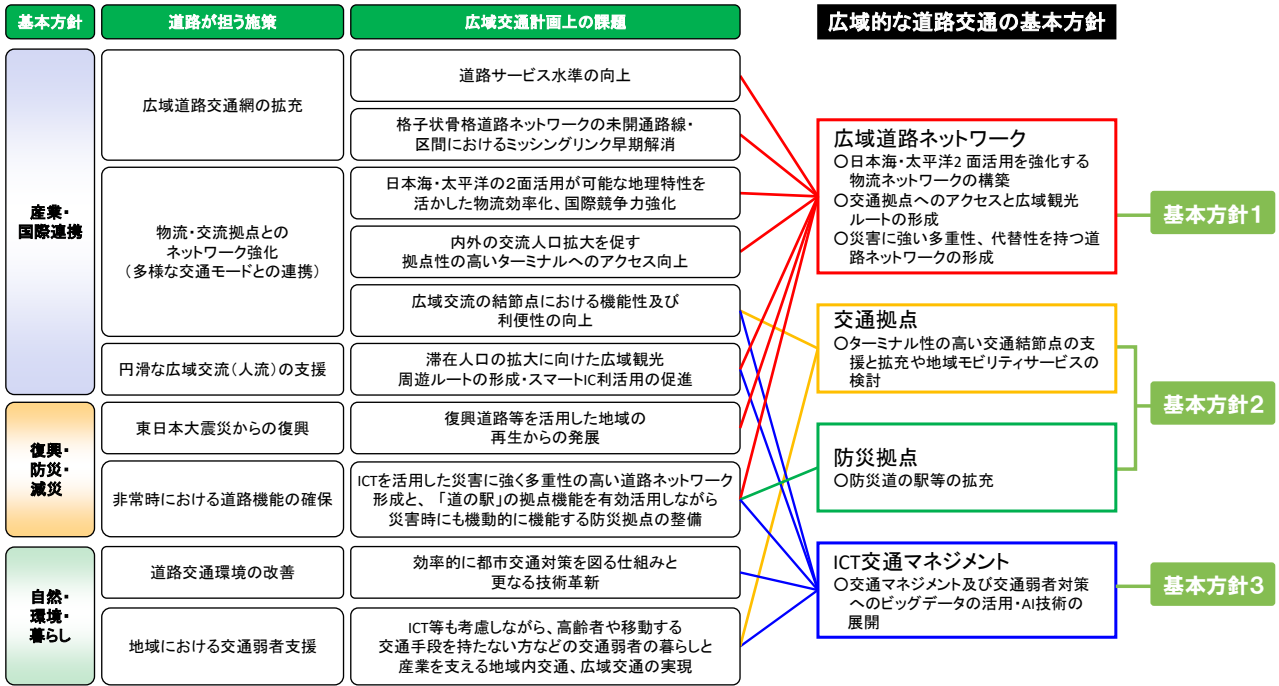 基本方針
道路が担う施策
広域交通計画上の課題
広域的な道路交通の基本方針
産業・
国際連携
広域道路交通網の拡充
道路サービス水準の向上
格子状骨格道路ネットワークの未開通路線・
区間におけるミッシングリンク早期解消
物流・交流拠点との
ネットワーク強化
(多様な交通モードとの連携)
日本海・太平洋の2面活用が可能な地理特性を
活かした物流効率化、国際競争力強化
内外の交流人口拡大を促す
拠点性の高いターミナルへのアクセス向上
広域交流の結節点における機能性及び
利便性の向上
円滑な広域交流(人流)の支援
滞在人口の拡大に向けた広域観光
周遊ルートの形成・スマートIC利活用の促進
復興・
防災・
減災
東日本大震災からの復興
復興道路等を活用した地域の
再生からの発展
非常時における道路機能の確保
ICTを活用した災害に強く多重性の高い道路ネットワーク
形成と、「道の駅」の拠点機能を有効活用しながら
災害時にも機動的に機能する防災拠点の整備
自然・
環境・
暮らし
道路交通環境の改善
効率的に都市交通対策を図る仕組みと
更なる技術革新
地域における交通弱者支援
ICT等も考慮しながら、高齢者や移動する
交通手段を持たない方などの交通弱者の暮らしと
産業を支える地域内交通、広域交通の実現
広域道路ネットワーク
○日本海・太平洋2 面活用を強化する
物流ネットワークの構築
○交通拠点へのアクセスと広域観光
ルートの形成
○災害に強い多重性、代替性を持つ道
路ネットワークの形成
基本方針1
交通拠点
○ターミナル性の高い交通結節点の支
援と拡充や地域モビリティサービスの
検討
基本方針2
防災拠点
○防災道の駅等の拡充
ICT交通マネジメント
○交通マネジメント及び交通弱者対策
へのビッグデータの活用・AI技術の
展開
基本方針3